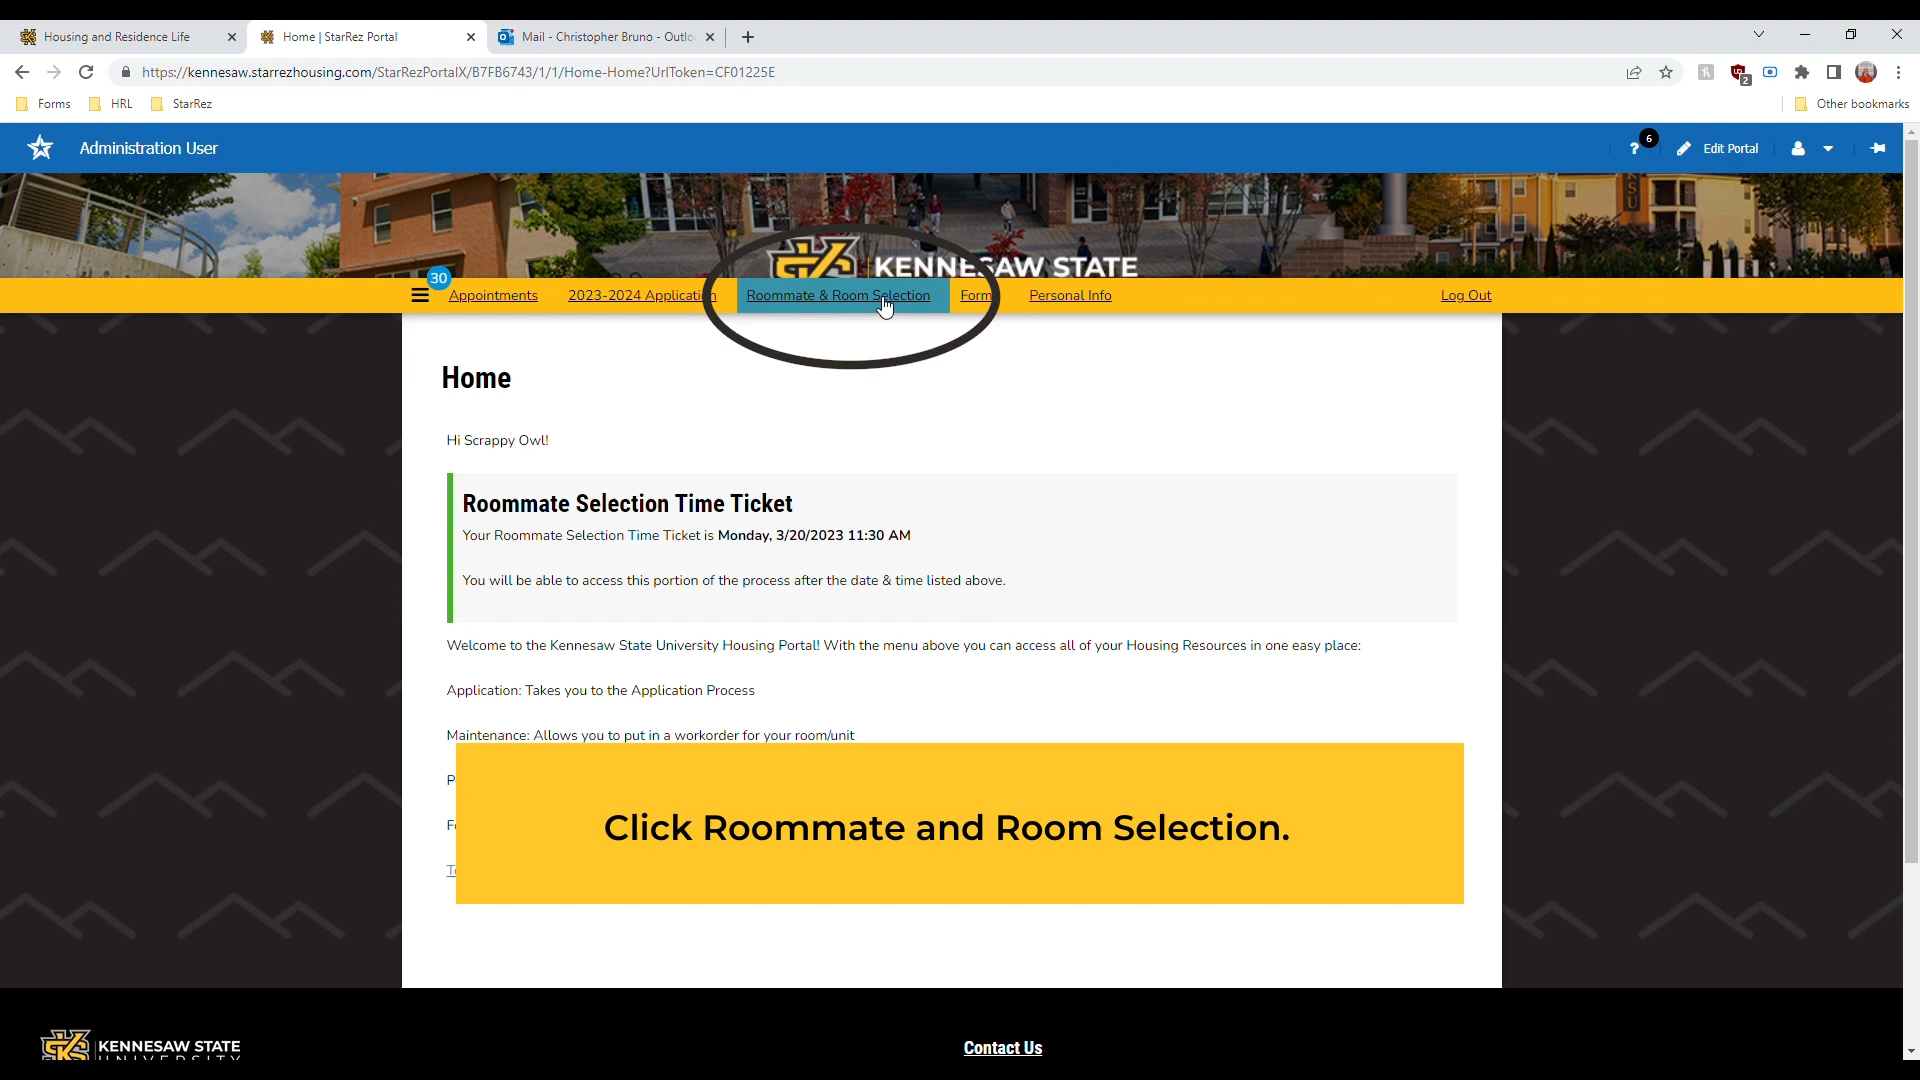 Housing and Residence Life
Home | StarRez Portal
Mail - Christopher Bruno - Outlo
https://kennesaw.starrezhousing.com/StarRezPortalX/B7FB6743/1/1/Home-Home?UrlToken=CF01225E
2
Forms
HRL
StarRez
Other bookmarks
Administration User
? 6
Edit Portal
KSU
KENNESAW STATE
30
Appointments
2023-2024 Application
Roommate & Room Selection
Form
Personal Info
Log Out
Home
Hi Scrappy Owl!
Roommate Selection Time Ticket
Your Roommate Selection Time Ticket is Monday, 3/20/2023 11:30 AM
You will be able to access this portion of the process after the date & time listed above.
Welcome to the Kennesaw State University Housing Portal! With the menu above you can access all of your Housing Resources in one easy place:
Application: Takes you to the Application Process
Maintenance: Allows you to put in a workorder for your room/unit
Click Roommate and Room Selection.
KENNESAW STATE
UNIVERSITY
Contact Us